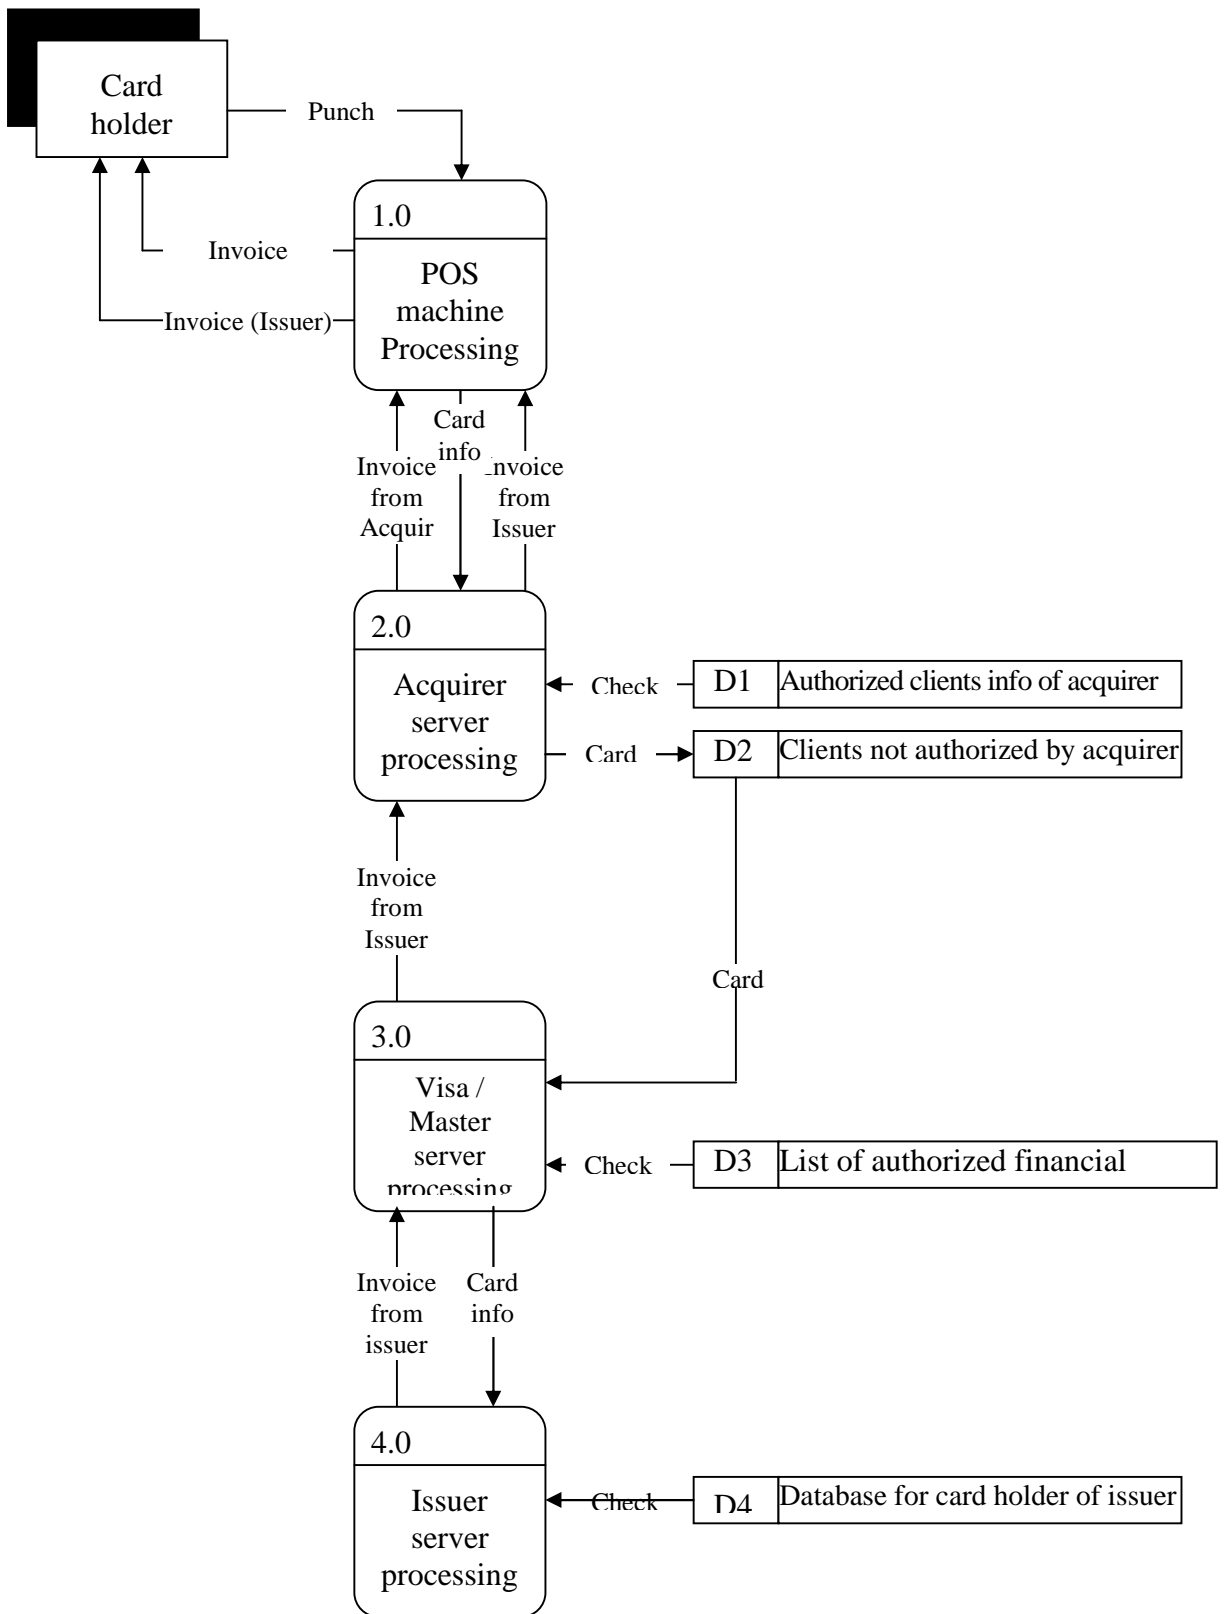 Card
holder
Punch
1.0
POS
machine
Processing
Invoice
Invoice (Issuer)
Card
info
Invoice
from
Acquir
Invoice
from
Issuer
2.0
Acquirer
server
processing
Check
D1 Authorized clients info of acquirer
Card
D2 Clients not authorized by acquirer
Invoice
from
Issuer
Card
3.0
Visa /
Master
server
processing
Check
D3 List of authorized financial
Invoice
from
issuer
Card
info
4.0
Issuer
server
processing
Check
D4 Database for card holder of issuer